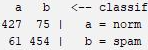 a b <-- classif
427 75 | a = norm
61 454 | b = spam